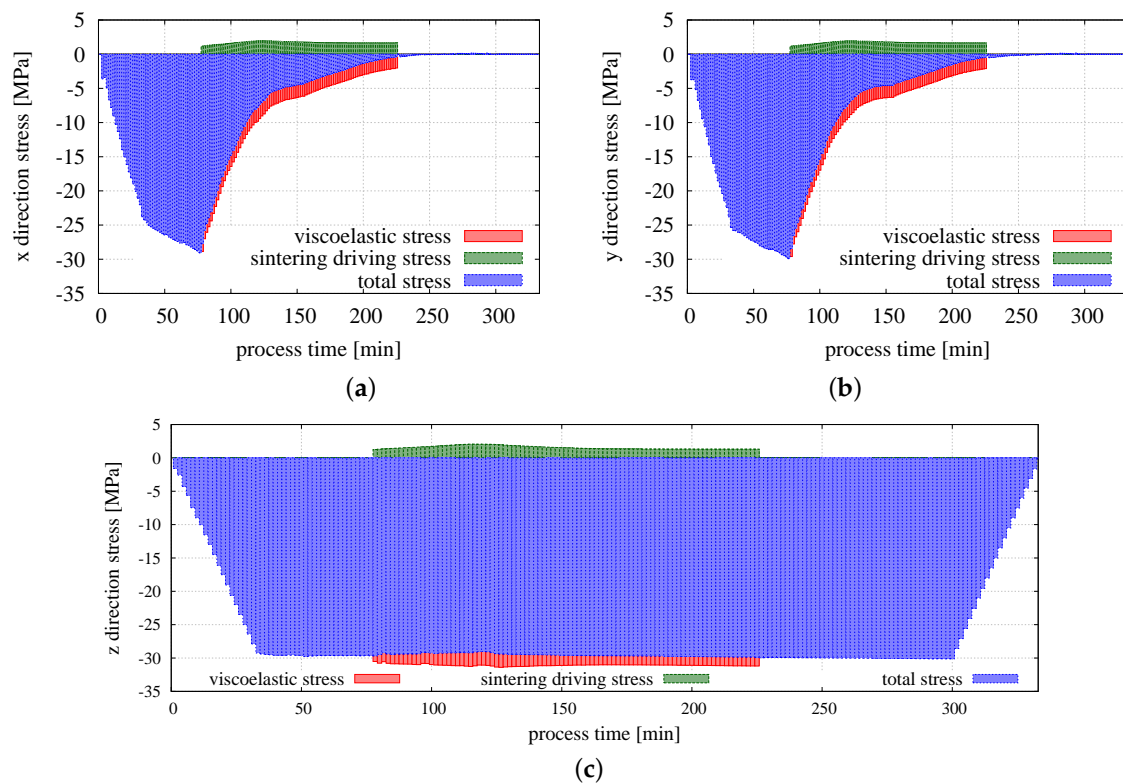 5
0
-5
-10
-15
-20
-25
-30
-35
x direction stress [MPa]
viscoelastic stress
sintering driving stress
total stress
0 50 100 150 200 250 300
process time [min]
(a)
5
0
-5
-10
-15
-20
-25
-30
-35
y direction stress [MPa]
viscoelastic stress
sintering driving stress
total stress
0 50 100 150 200 250 300
process time [min]
(b)
5
0
-5
-10
-15
-20
-25
-30
-35
z direction stress [MPa]
viscoelastic stress sintering driving stress total stress
0 50 100 150 200 250 300
process time [min]
(c)